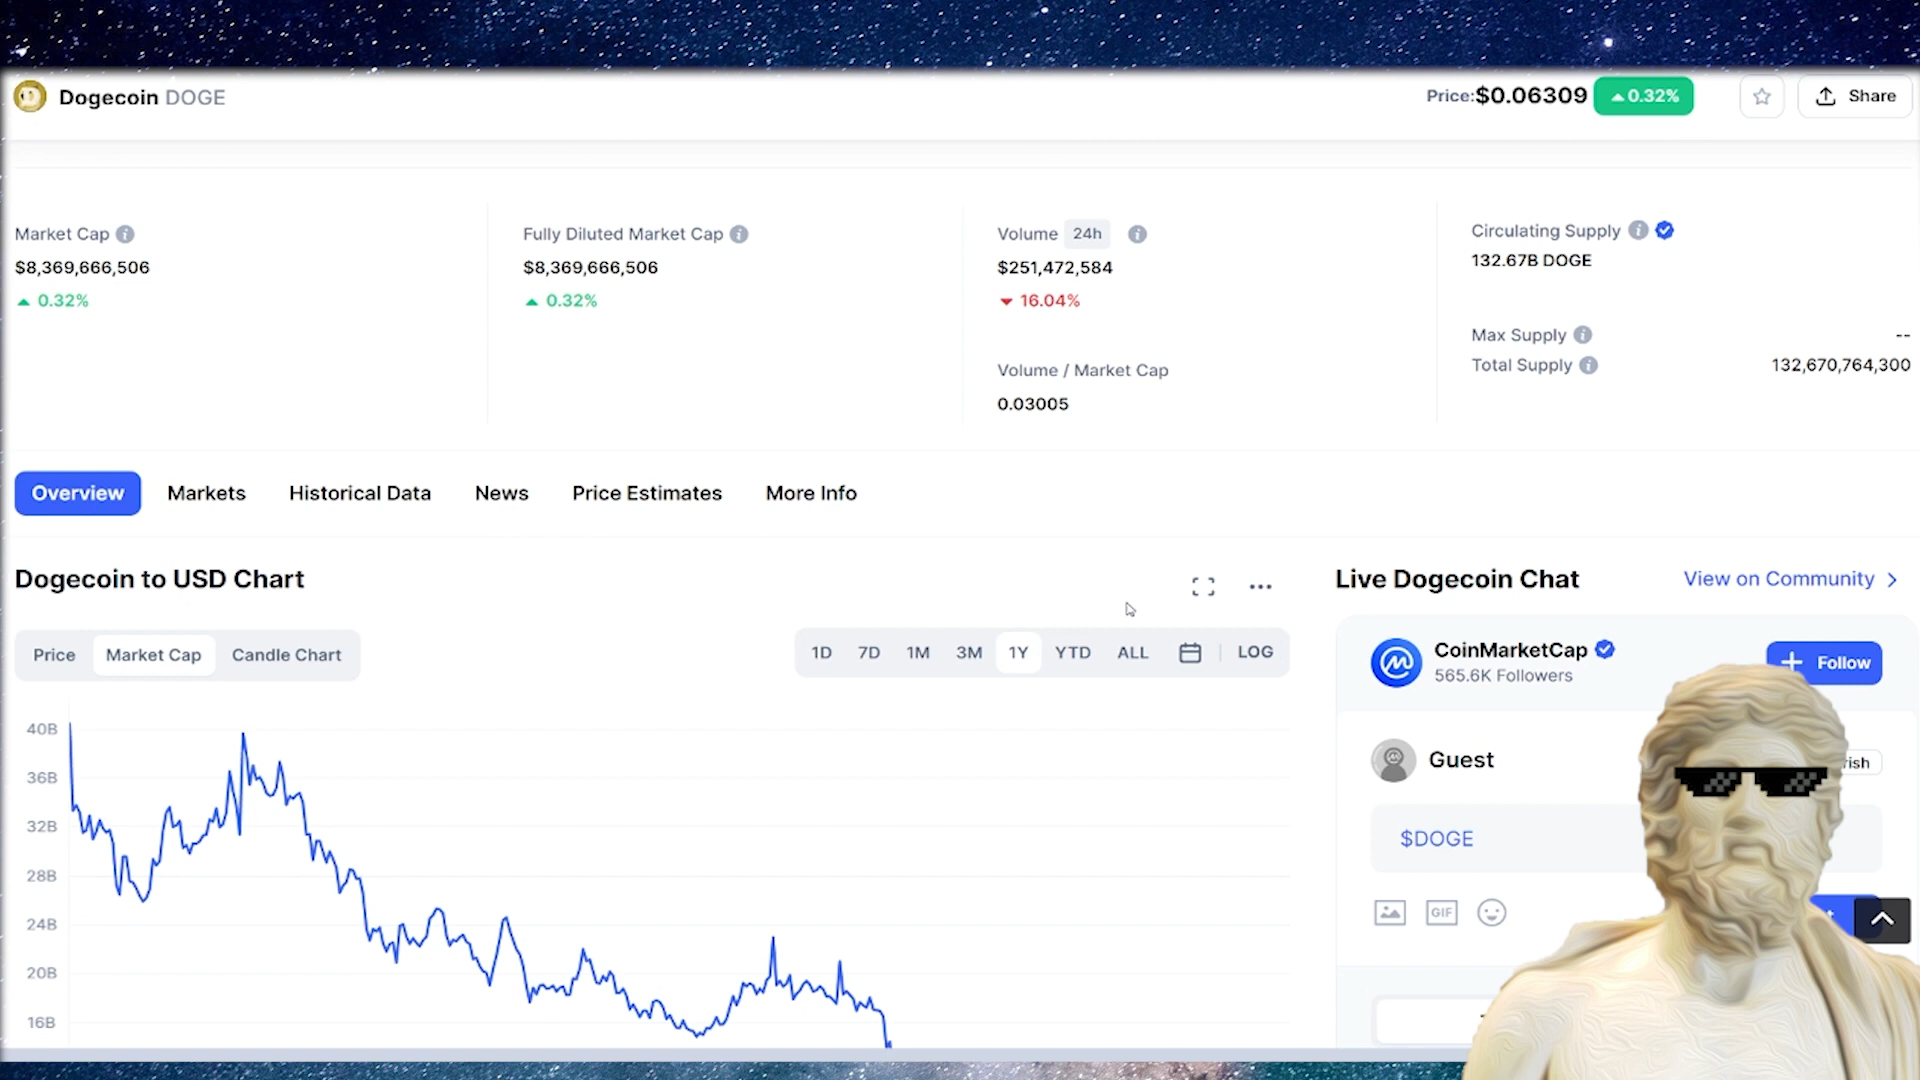 Dogecoin DOGE
Price:$0.06309 0.32% Share
Market Cap
$8,369,666,506
0.32%
Fully Diluted Market Cap
$8,369,666,506
0.32%
Volume 24h
$251,472,584
16.04%
Volume / Market Cap
0.03005
Circulating Supply
132.67B DOGE
Max Supply --
Total Supply 132,670,764,300
Overview Markets Historical Data News Price Estimates More Info
Dogecoin to USD Chart
Price Market Cap Candle Chart
1D 7D 1M 3M 1Y YTD ALL LOG
40B
36B
32B
28B
24B
20B
16B
Live Dogecoin Chat View on Community
CoinMarketCap
565.6K Followers
+ Follow
Guest
$DOGE
GIF